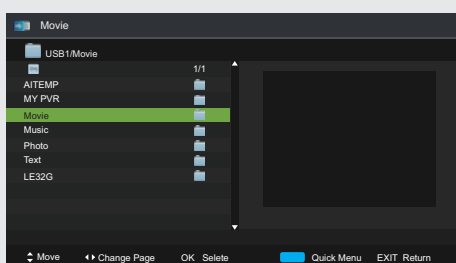 Movie
USB1/Movie
1/1
AITEMP
MY PVR
Movie
Music
Photo
Text
LE32G
Move Change Page OK Selete Quick Menu EXIT Return